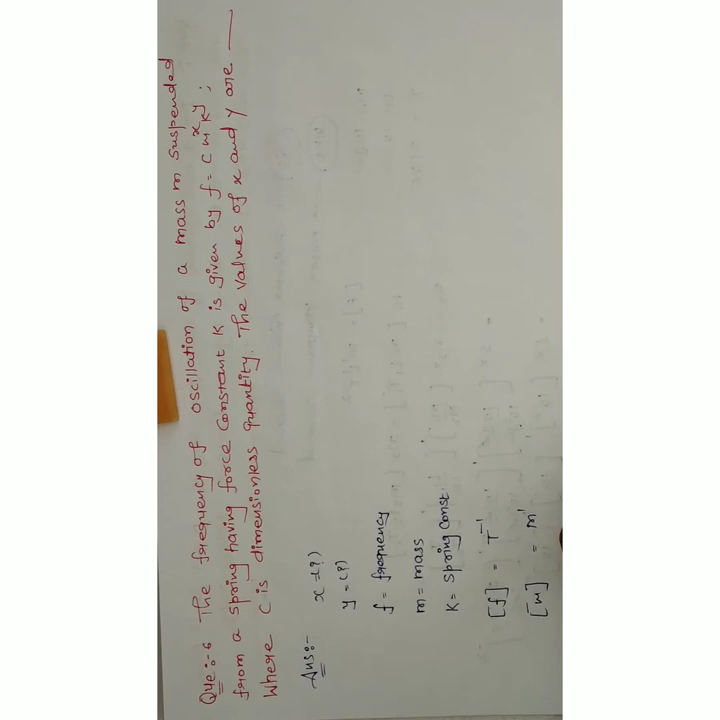 Que:-6 The frequency of oscillation of a mass m suspended
from a spring having force constant K is given by f = c m^x K^y ;
Where C is dimensionless quantity. The values of x and y are —
Ans:- x = (?)
y = (?)
f = frequency
m = mass
K = Spring Const.
[f] = T^-1
[m] = M^1